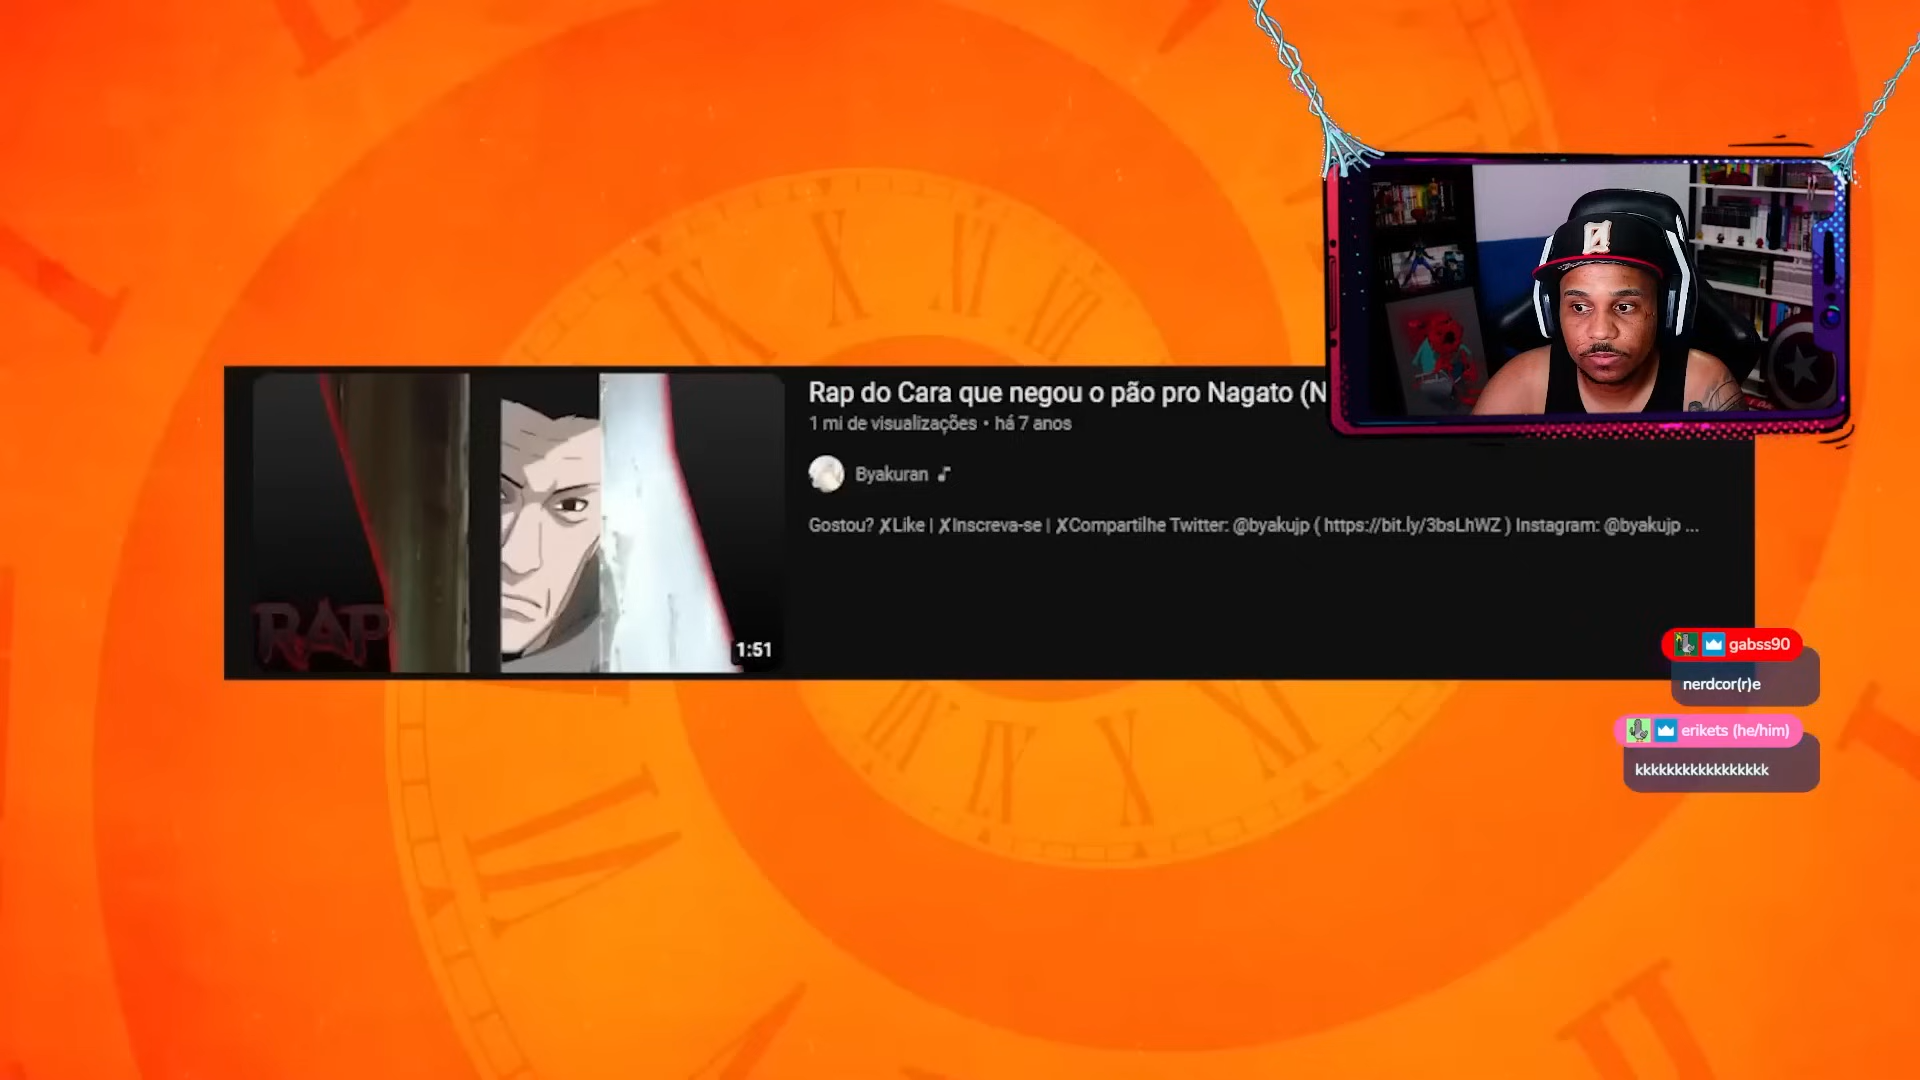 Rap do Cara que negou o pão pro Nagato (N
1 mi de visualizações • há 7 anos
Byakuran
Gostou? ✗Like | ✗Inscreva-se | ✗Compartilhe Twitter: @byakujp ( https://bit.ly/3bsLhWZ ) Instagram: @byakujp ...
RAP
1:51
gabss90
nerdcor(r)e
erikets (he/him)
kkkkkkkkkkkkkkkkk